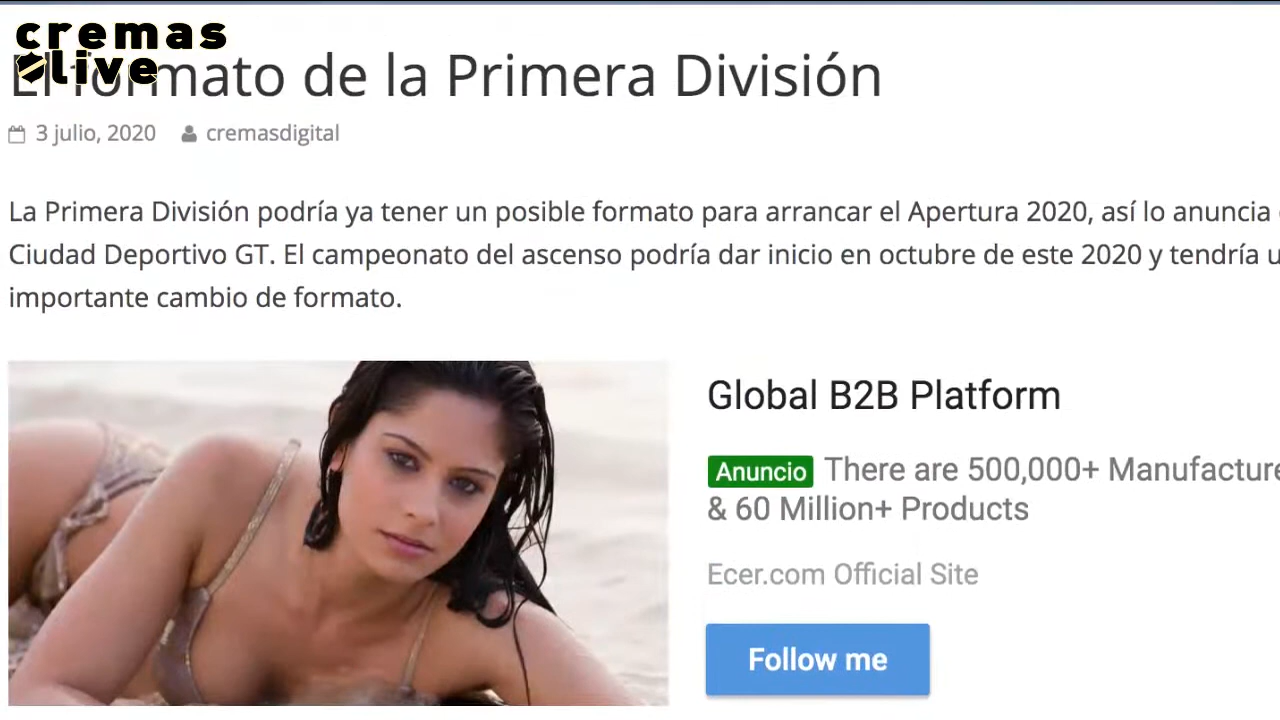 cremas
live
El formato de la Primera División
3 julio, 2020 cremasdigital
La Primera División podría ya tener un posible formato para arrancar el Apertura 2020, así lo anuncia
Ciudad Deportivo GT. El campeonato del ascenso podría dar inicio en octubre de este 2020 y tendría
importante cambio de formato.
Global B2B Platform
Anuncio There are 500,000+
& 60 Million+ Products
Ecer.com Official Site
Follow me